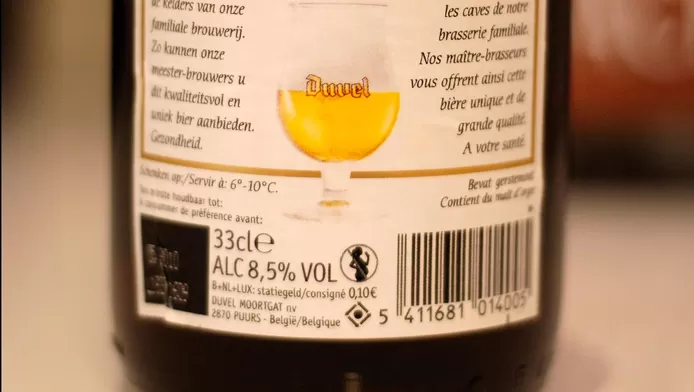 de kelders van onze
familiale brouwerij.
Zo kunnen onze
meester-brouwers u
dit kwaliteitsvol en
uniek bier aanbieden.
Gezondheid.
Duvel
les caves de notre
brasserie familiale.
Nos maître-brasseurs
vous offrent ainsi cette
bière unique et de
grande qualité.
A votre santé.
Schenken op:/Servir à: 6°-10°C.
Ten minste houdbaar tot:
A consommer de préférence avant:
Bevat gerstemout.
Contient du malt d'orge.
33cl℮
ALC 8,5% VOL
B+NL+LUX: statiegeld/consigné 0,10€
DUVEL MOORTGAT nv
2870 PUURS - België/Belgique
5 411681 014005